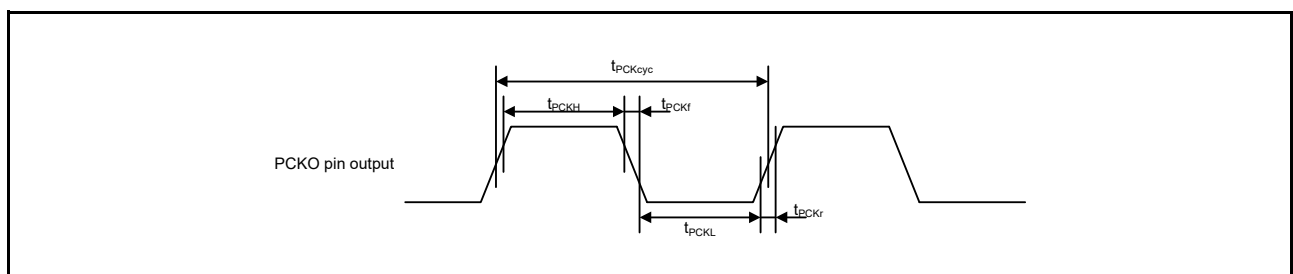 tPCKcyc
tPCKH
tPCKf
PCKO pin output
tPCKr
tPCKL